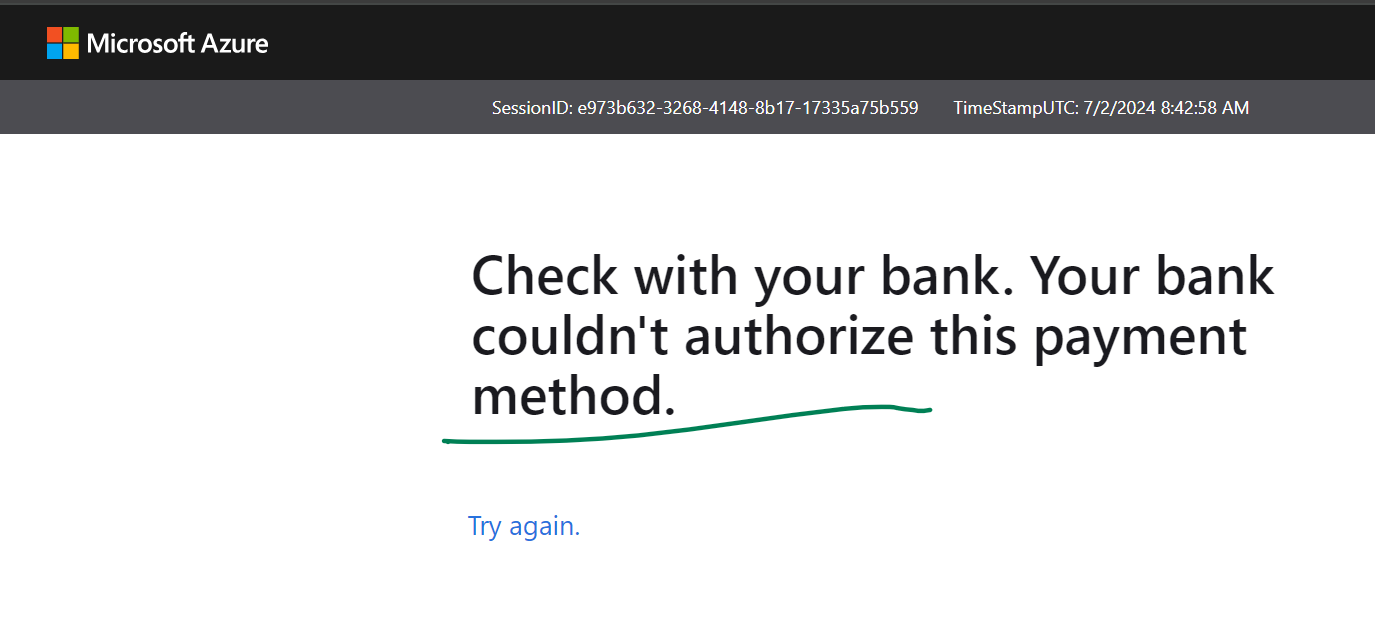 Microsoft Azure
SessionID: e973b632-3268-4148-8b17-17335a75b559 TimeStampUTC: 7/2/2024 8:42:58 AM
Check with your bank. Your bank
couldn't authorize this payment
method.
Try again.